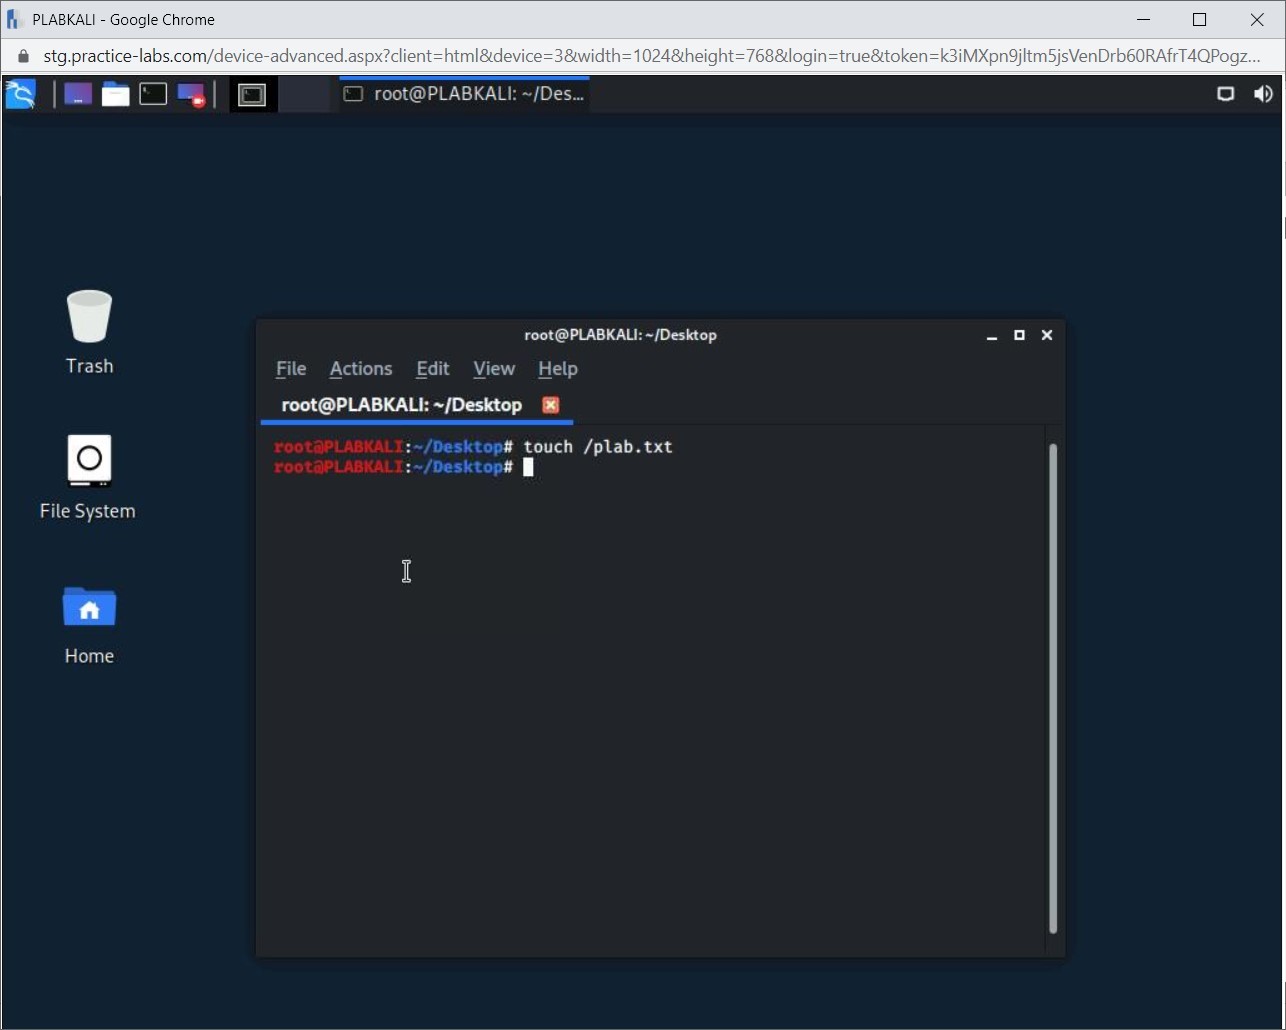 PLABKALI - Google Chrome
stg.practice-labs.com/device-advanced.aspx?client=html&device=3&width=1024&height=768&login=true&token=k3iMXpn9jltm5jsVenDrb60RAfrT4QPogz...
root@PLABKALI: ~/Des...
Trash
File System
Home
root@PLABKALI: ~/Desktop
File Actions Edit View Help
root@PLABKALI: ~/Desktop
root@PLABKALI:~/Desktop# touch /plab.txt
root@PLABKALI:~/Desktop#